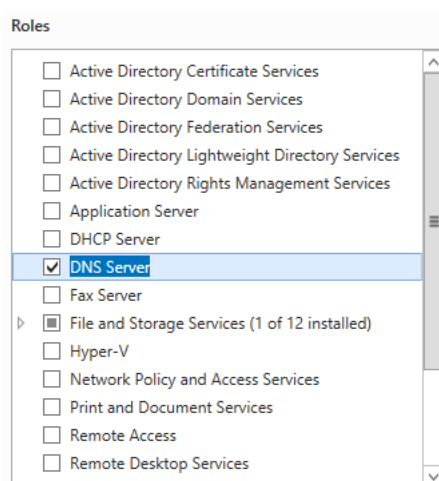 Roles
Active Directory Certificate Services
Active Directory Domain Services
Active Directory Federation Services
Active Directory Lightweight Directory Services
Active Directory Rights Management Services
Application Server
DHCP Server
DNS Server
Fax Server
File and Storage Services (1 of 12 installed)
Hyper-V
Network Policy and Access Services
Print and Document Services
Remote Access
Remote Desktop Services